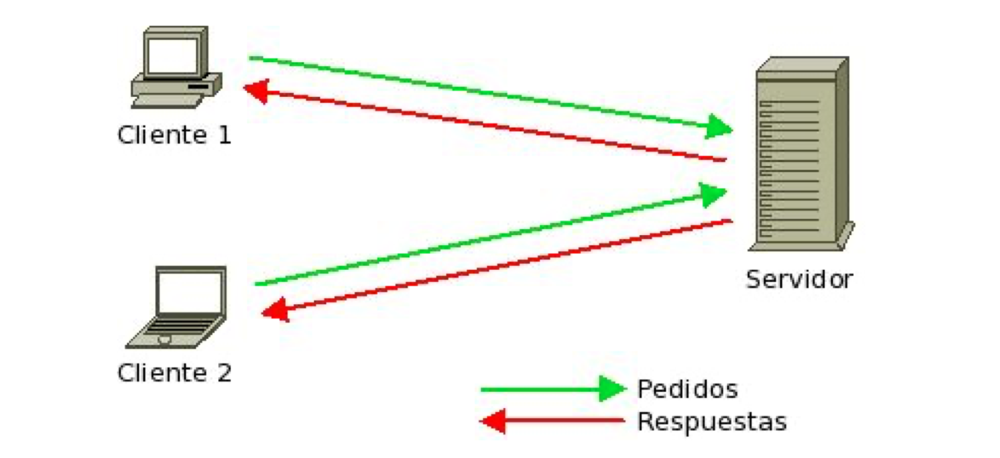 Cliente 1
Servidor
Cliente 2
Pedidos
Respuestas